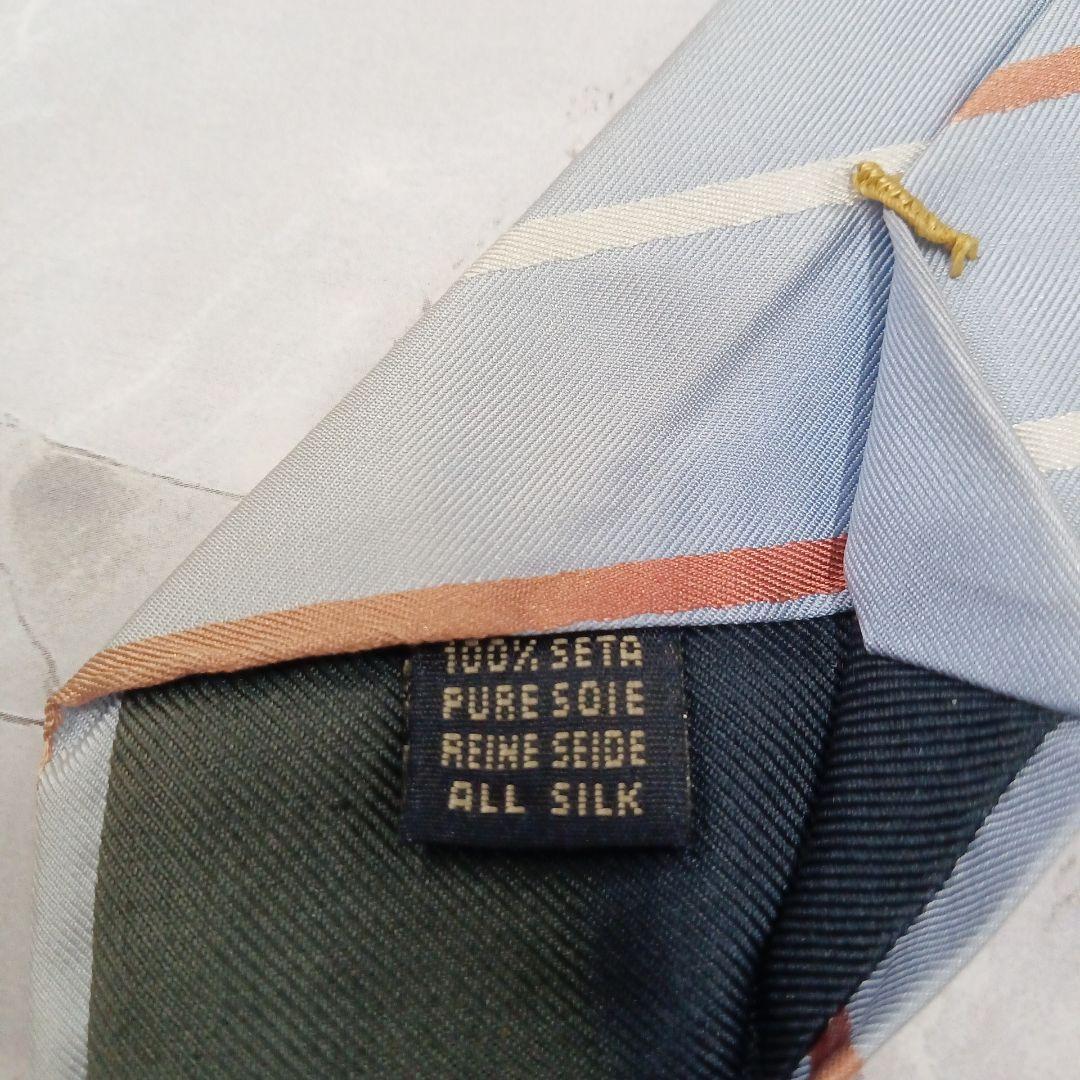 100% SETA
PURE SOIE
REINE SEIDE
ALL SILK